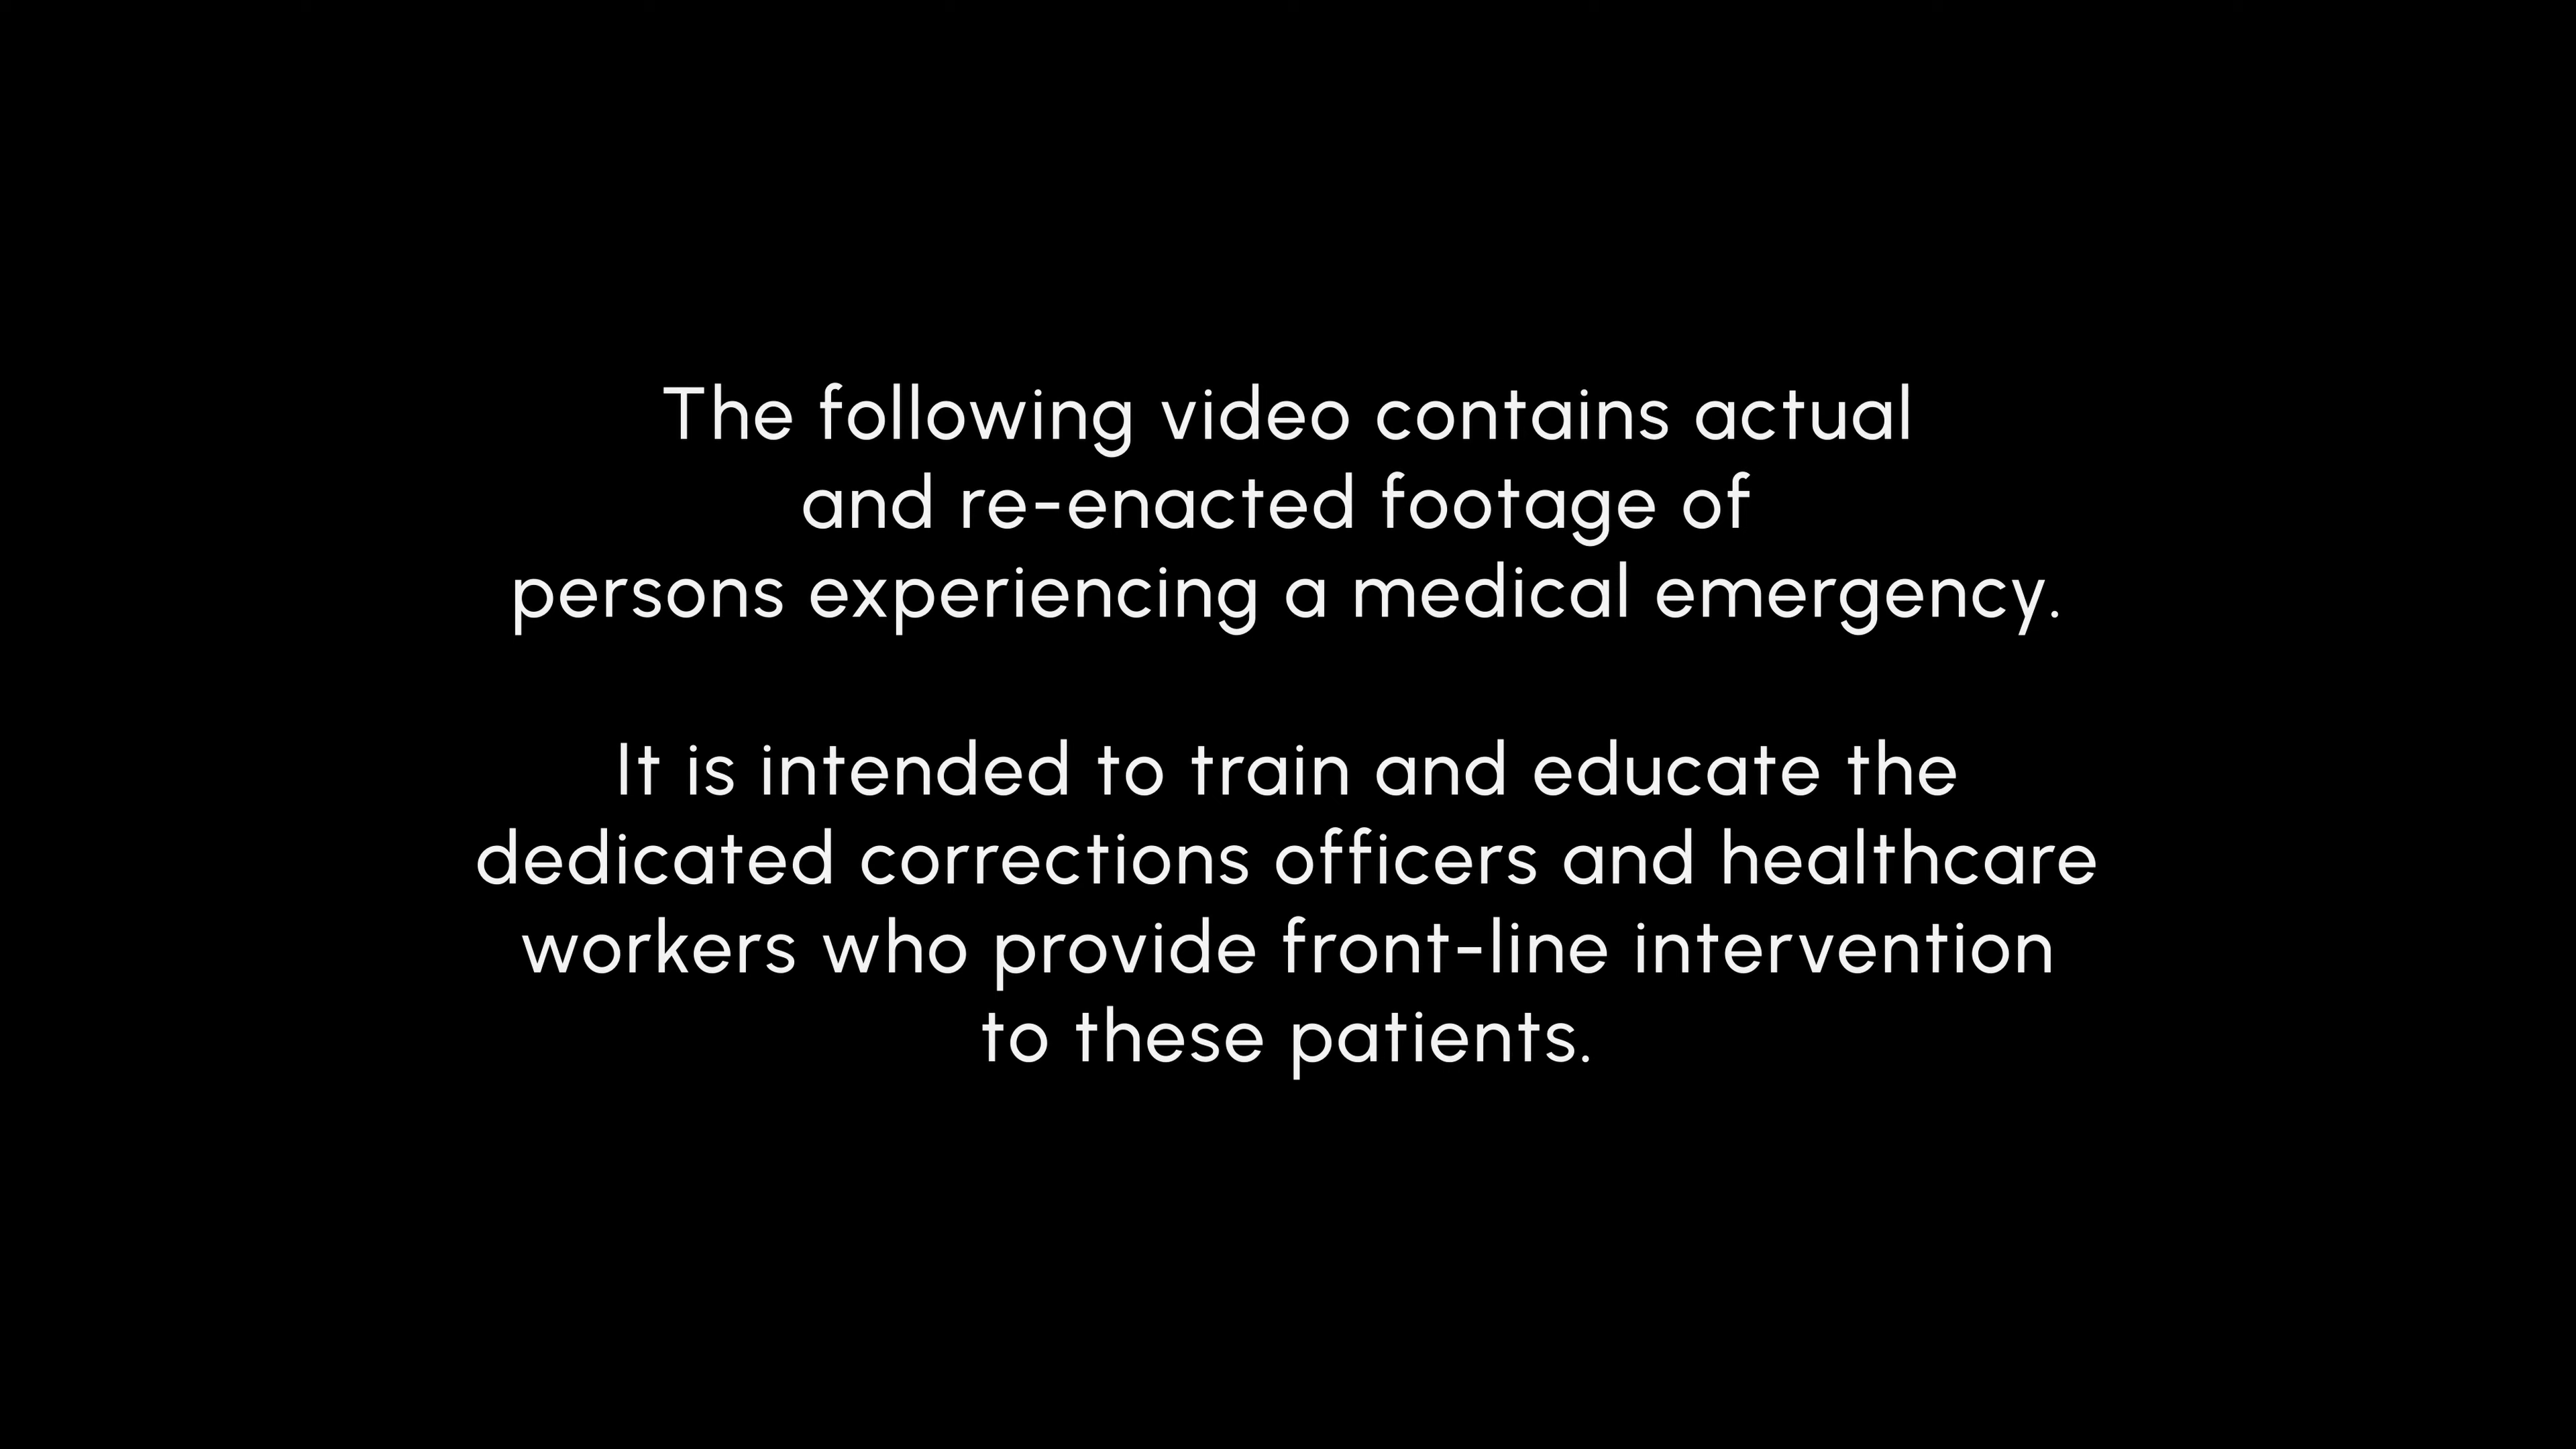 The following video contains actual
and re-enacted footage of
persons experiencing a medical emergency.
It is intended to train and educate the
dedicated corrections officers and healthcare
workers who provide front-line intervention
to these patients.